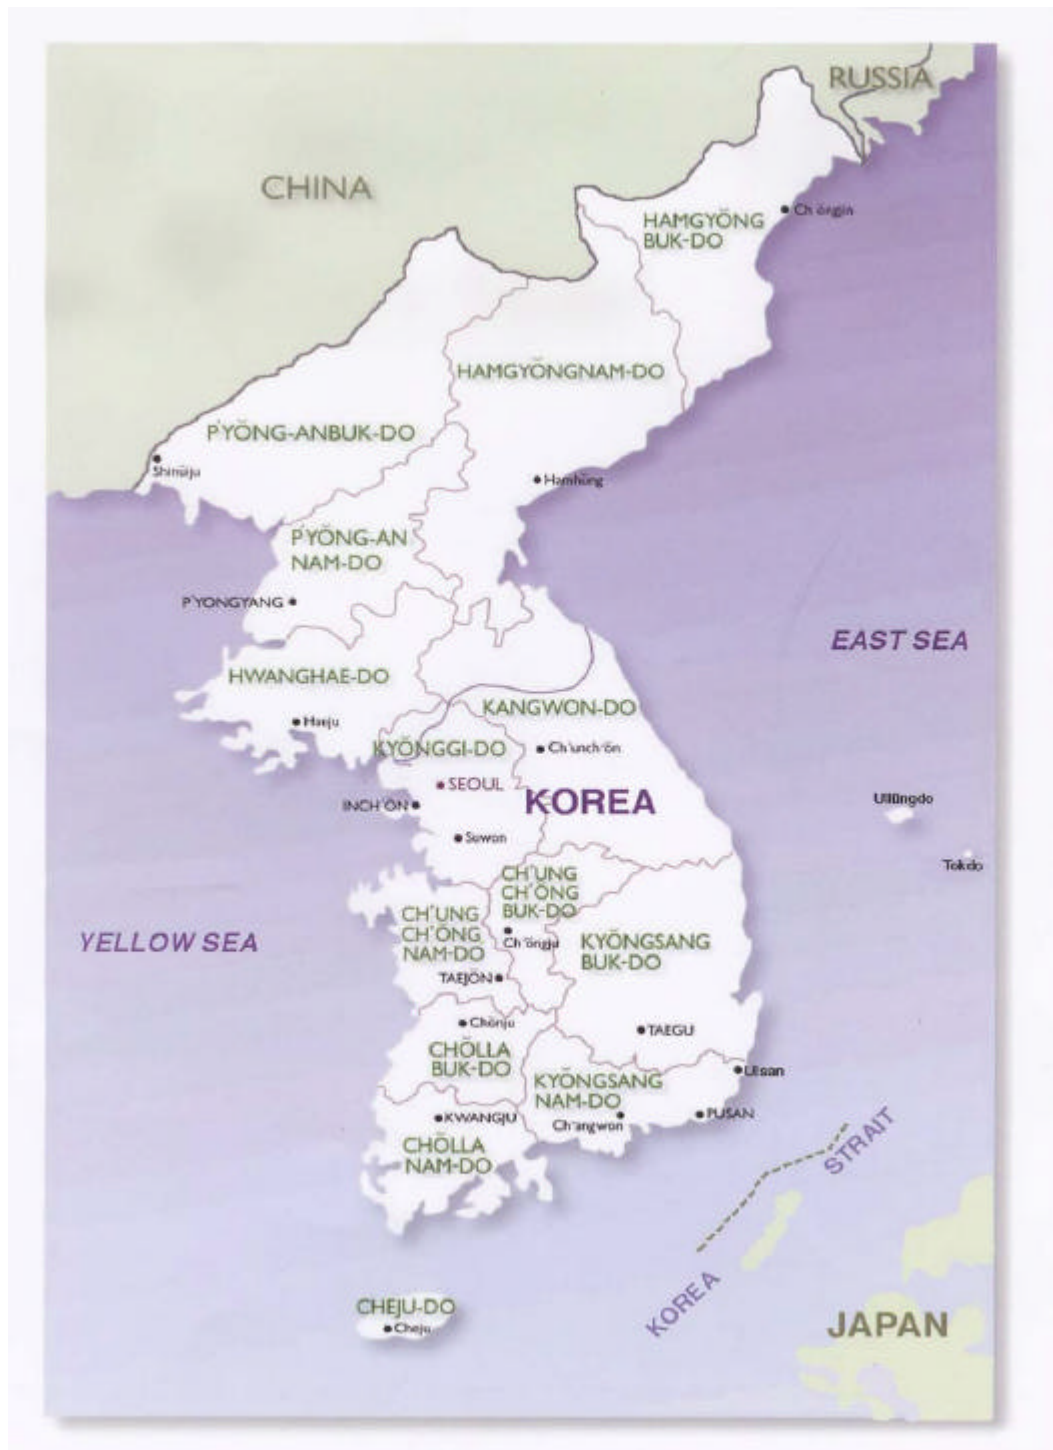 RUSSIA
CHINA
HAMGYŎNG
BUK-DO
Ch'ŏngjin
HAMGYŎNGNAM-DO
P'YŎNG-ANBUK-DO
Shinŭiju
Hamhŭng
P'YŎNG-AN
NAM-DO
P'YONGYANG
EAST SEA
HWANGHAE-DO
KANGWON-DO
Haeju
KYŎNGGI-DO
Ch'unch'ŏn
SEOUL
KOREA
INCH'ŎN
Ullŭngdo
Suwon
Tokdo
CH'UNG
CH'ŎNG
BUK-DO
CH'UNG
CH'ŎNG
NAM-DO
Ch'ŏngju
KYŎNGSANG
BUK-DO
YELLOW SEA
TAEJŎN
Chŏnju
TAEGU
CHŎLLA
BUK-DO
Ulsan
KYŎNGSANG
NAM-DO
KWANGJU
Ch'angwon
PUSAN
CHŎLLA
NAM-DO
KOREA STRAIT
CHEJU-DO
Cheju
JAPAN